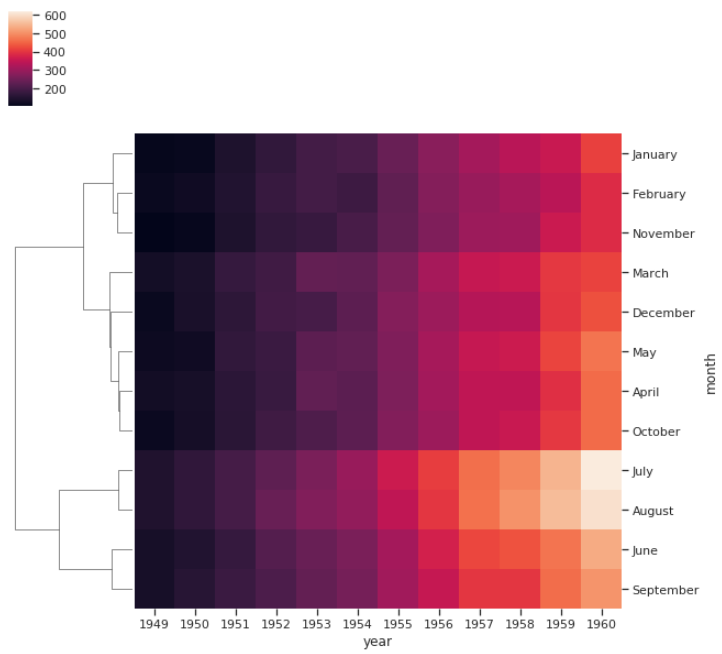 600
500
400
300
200
January
February
November
March
December
May
April
October
July
August
June
September
month
1949 1950 1951 1952 1953 1954 1955 1956 1957 1958 1959 1960
year